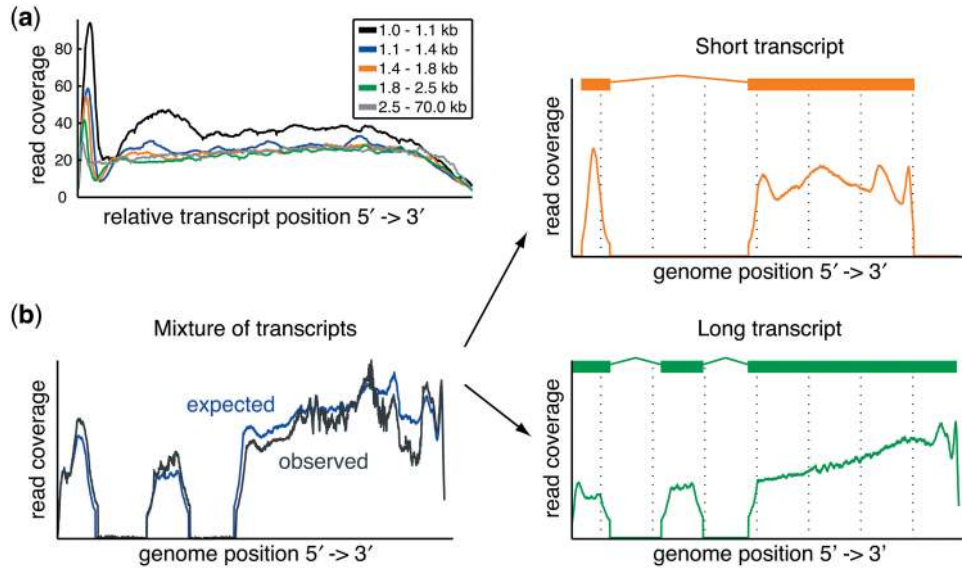 (a)
read coverage
80
60
40
20
0
1.0 - 1.1 kb
1.1 - 1.4 kb
1.4 - 1.8 kb
1.8 - 2.5 kb
2.5 - 70.0 kb
relative transcript position 5′ -> 3′
Short transcript
read coverage
genome position 5′ -> 3′
(b)
Mixture of transcripts
read coverage
expected
observed
genome position 5′ -> 3′
Long transcript
read coverage
genome position 5' -> 3'